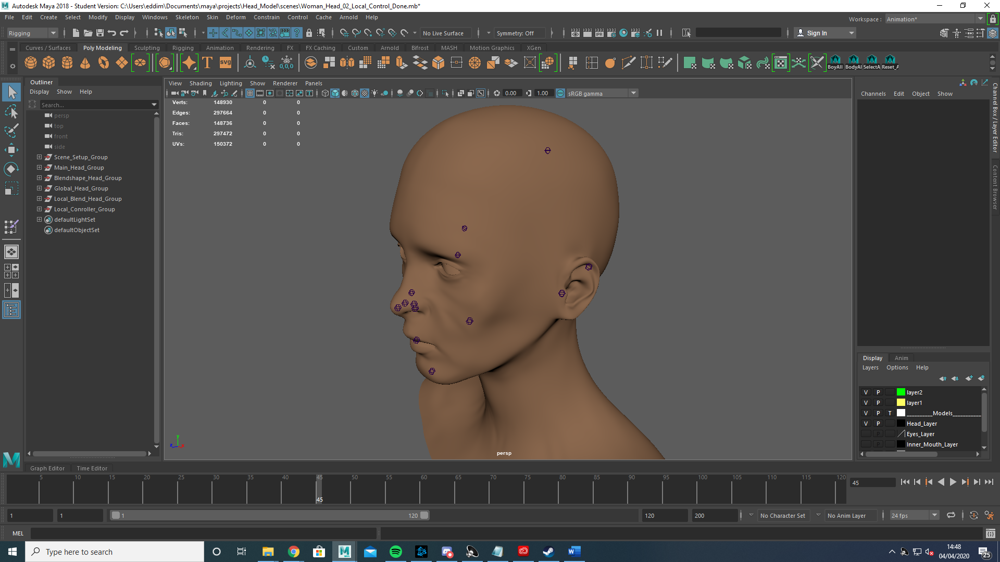 Autodesk Maya 2018 - Student Version: C:\Users\eddim\Documents\maya\projects\Head_Model\scenes\Woman_Head_02_Local_Control_Done.mb*
File Edit Create Select Modify Display Windows Skeleton Skin Deform Constrain Control Cache Arnold Help
Workspace : Animation*
Rigging
No Live Surface
Symmetry: Off
Sign In
Curves / Surfaces Poly Modeling Sculpting Rigging Animation Rendering FX FX Caching Custom Arnold Bifrost MASH Motion Graphics XGen
T svg 0,0,0 IPR
BoyAll BodyAl SelectA Reset_A
Outliner
Display Show Help
Search...
persp
top
front
side
Scene_Setup_Group
Main_Head_Group
Blendshape_Head_Group
Global_Head_Group
Local_Blend_Head_Group
Local_Conroller_Group
defaultLightSet
defaultObjectSet
View Shading Lighting Show Renderer Panels
0.00 1.00 ON sRGB gamma
Verts: 148930 0 0
Edges: 297664 0 0
Faces: 148736 0 0
Tris: 297472 0 0
UVs: 150372 0 0
y
z x
persp
Channels Edit Object Show
Channel Box / Layer Editor
Content Browser
Display Anim
Layers Options Help
V P layer2
V P layer1
V P T _________Models__________
V P Head_Layer
P Eyes_Layer
P Inner_Mouth_Layer
Graph Editor Time Editor
5 10 15 20 25 30 35 40 45 50 55 60 65 70 75 80 85 90 95 100 105 110 115 120
45
45
1 1 1 120 120 200 No Character Set No Anim Layer 24 fps
MEL
Type here to search
14:48
04/04/2020
25